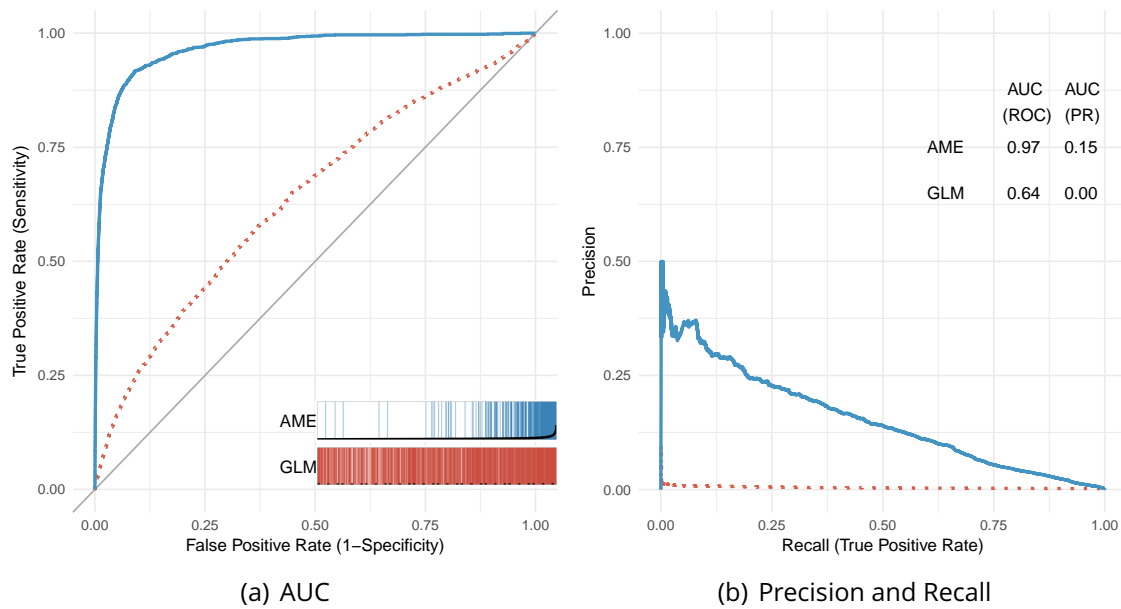 1.00
0.75
0.50
0.25
0.00
True Positive Rate (Sensitivity)
AME
GLM
0.00 0.25 0.50 0.75 1.00
False Positive Rate (1−Specificity)
(a) AUC
1.00
0.75
0.50
0.25
0.00
Precision
AUC AUC
(ROC) (PR)
AME 0.97 0.15
GLM 0.64 0.00
0.00 0.25 0.50 0.75 1.00
Recall (True Positive Rate)
(b) Precision and Recall